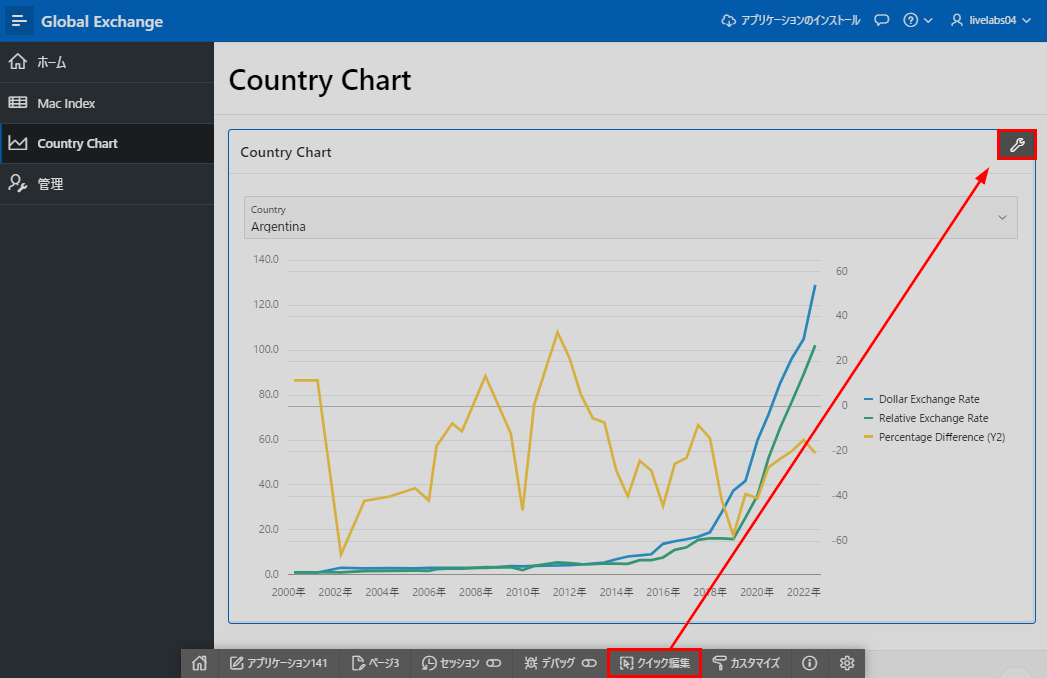 Global Exchange
アプリケーションのインストール
livelabs04
ホーム
Mac Index
Country Chart
管理
Country Chart
Country Chart
Country
Argentina
140.0
120.0
100.0
80.0
60.0
40.0
20.0
0.0
60
40
20
0
-20
-40
-60
2000年 2002年 2004年 2006年 2008年 2010年 2012年 2014年 2016年 2018年 2020年 2022年
Dollar Exchange Rate
Relative Exchange Rate
Percentage Difference (Y2)
アプリケーション141 ページ3 セッション デバッグ クイック編集 カスタマイズ